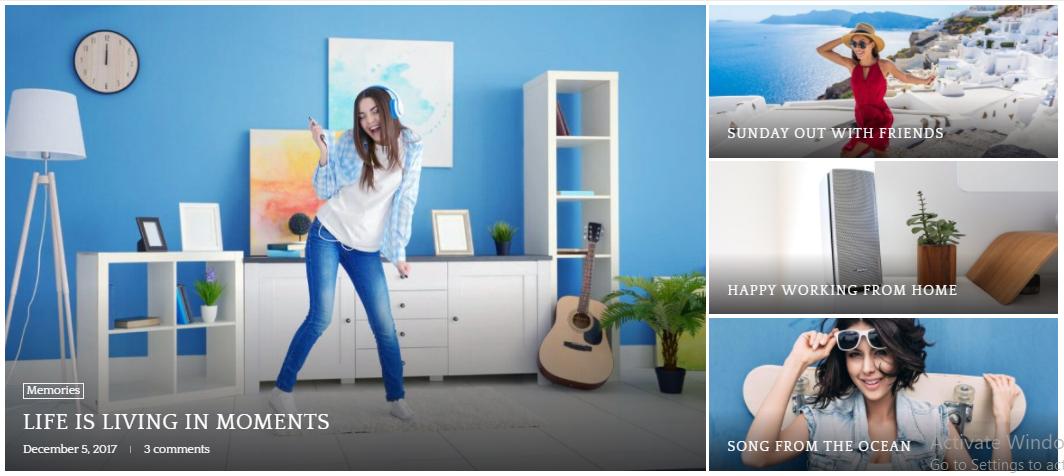 Memories
LIFE IS LIVING IN MOMENTS
December 5, 2017 | 3 comments
SUNDAY OUT WITH FRIENDS
HAPPY WORKING FROM HOME
SONG FROM THE OCEAN
Activate Windo
Go to Settings to ac